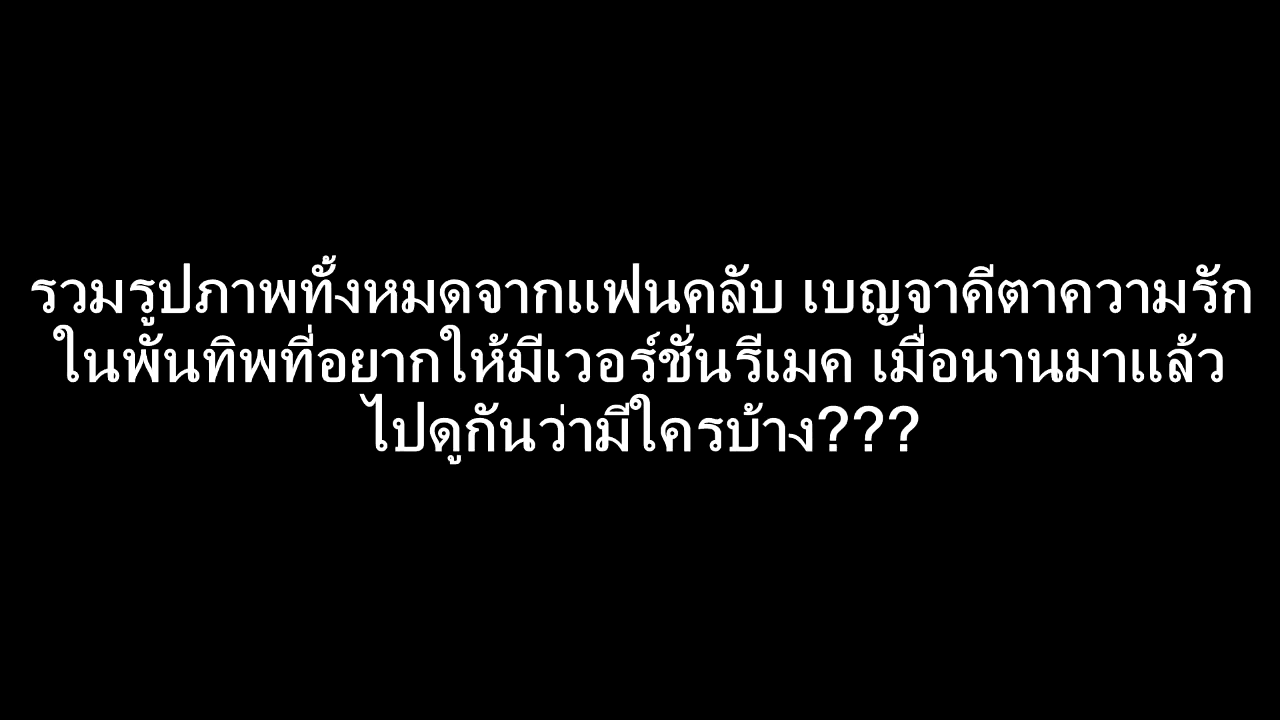 รวมรูปภาพทั้งหมดจากแฟนคลับ เบญจาคีตาความรัก
ในพันทิพที่อยากให้มีเวอร์ชั่นรีเมค เมื่อนานมาแล้ว
ไปดูกันว่ามีใครบ้าง???